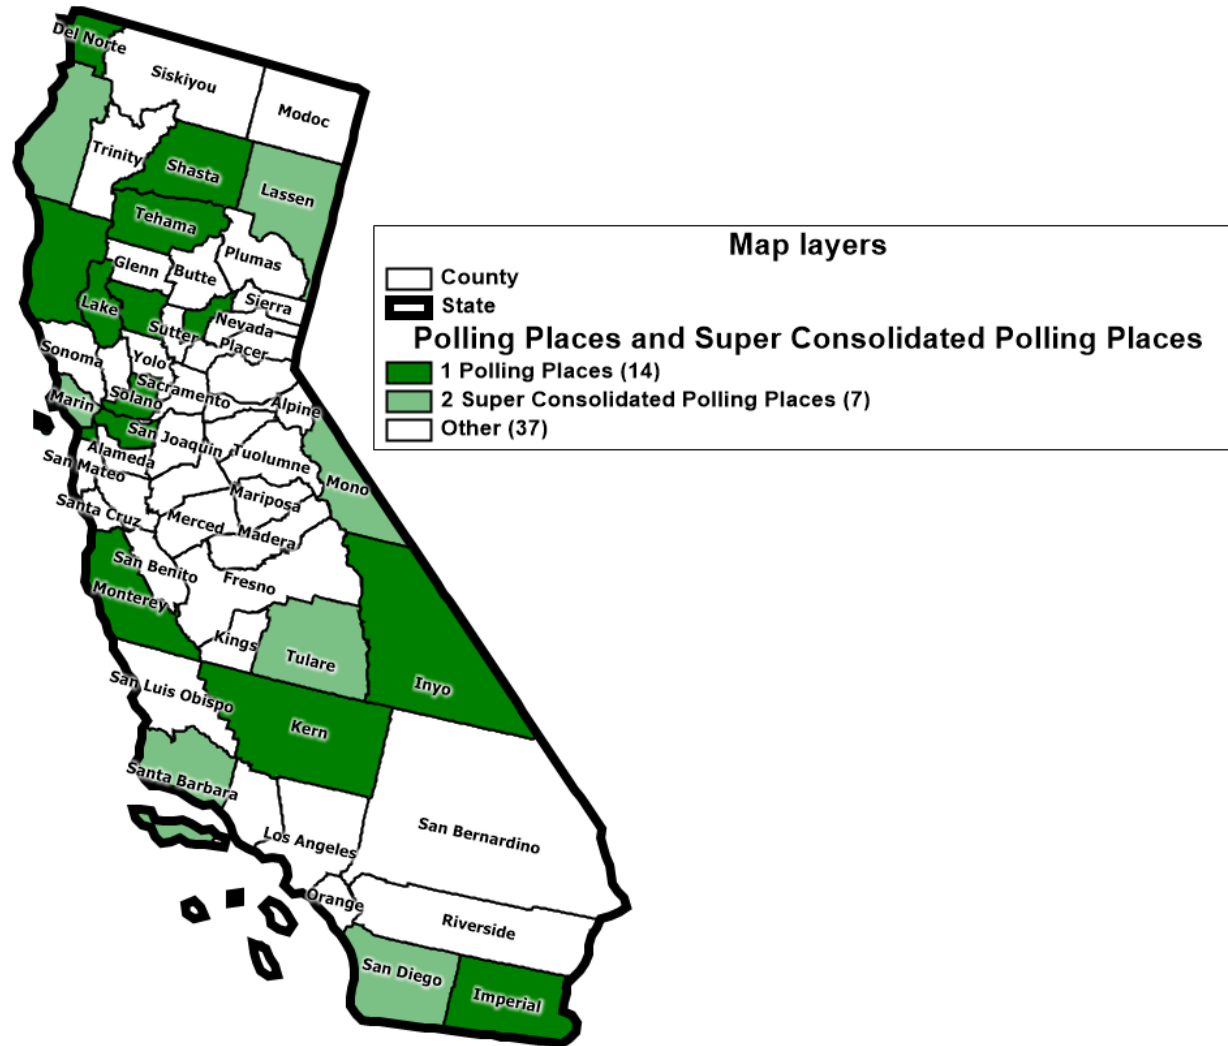 Del Norte
Siskiyou
Modoc
Trinity
Shasta
Lassen
Tehama
Plumas
Glenn
Butte
Sierra
Lake
Sutter
Nevada
Placer
Sonoma
Yolo
Sacramento
Solano
Marin
Alpine
San Joaquin
Alameda
Tuolumne
San Mateo
Mono
Mariposa
Santa Cruz
Merced
Madera
San Benito
Fresno
Monterey
Kings
Tulare
Inyo
San Luis Obispo
Kern
Santa Barbara
San Bernardino
Los Angeles
Orange
Riverside
San Diego
Imperial
Map layers
County
State
Polling Places and Super Consolidated Polling Places
1 Polling Places (14)
2 Super Consolidated Polling Places (7)
Other (37)